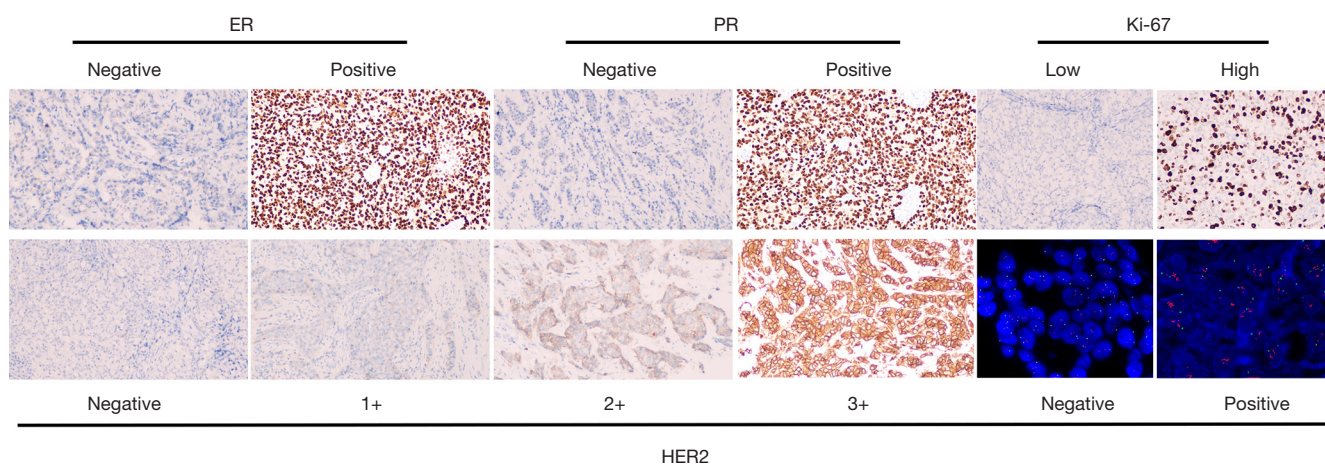 ER PR Ki-67
Negative Positive Negative Positive Low High
Negative 1+ 2+ 3+ Negative Positive
HER2